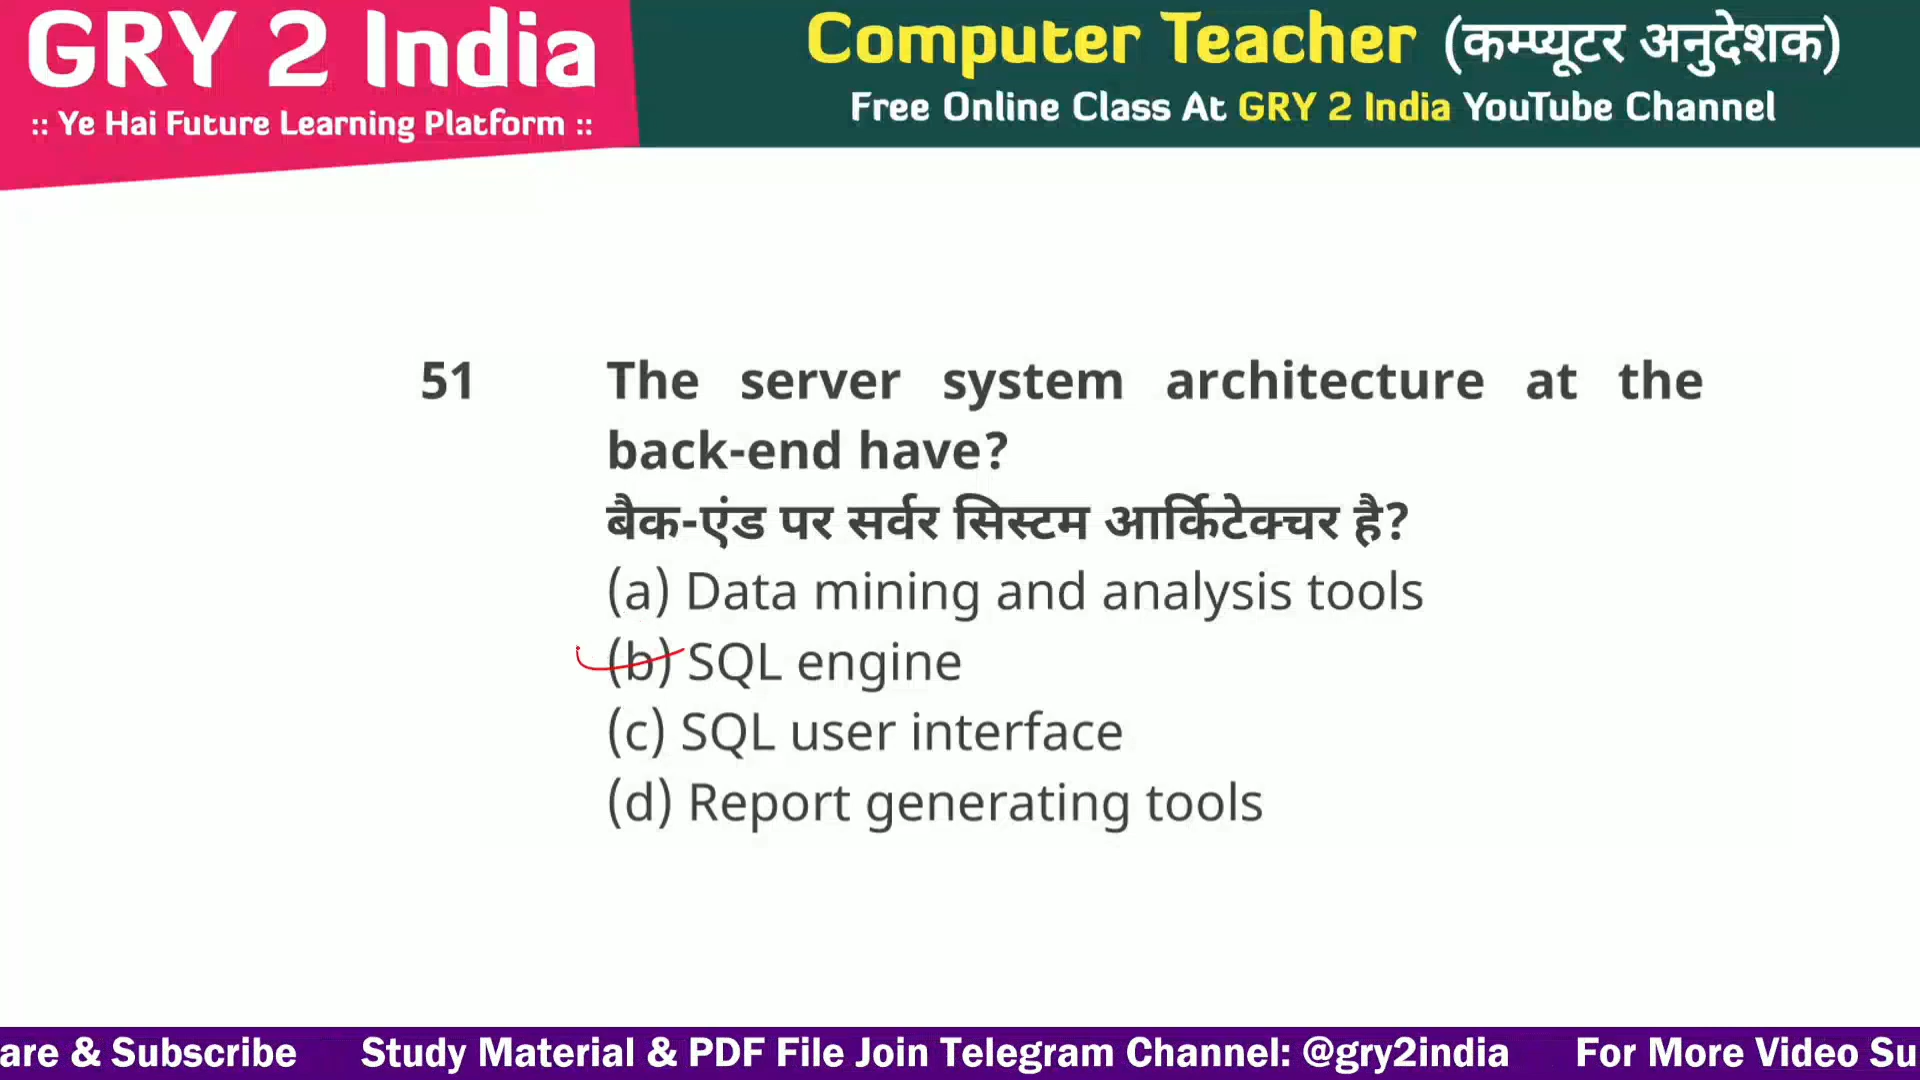 GRY 2 India
:: Ye Hai Future Learning Platform ::
Computer Teacher (कम्प्यूटर अनुदेशक)
Free Online Class At GRY 2 India YouTube Channel
51 The server system architecture at the
back-end have?
बैक-एंड पर सर्वर सिस्टम आर्किटेक्चर है?
(a) Data mining and analysis tools
(b) SQL engine
(c) SQL user interface
(d) Report generating tools
are & Subscribe Study Material & PDF File Join Telegram Channel: @gry2india For More Video Su